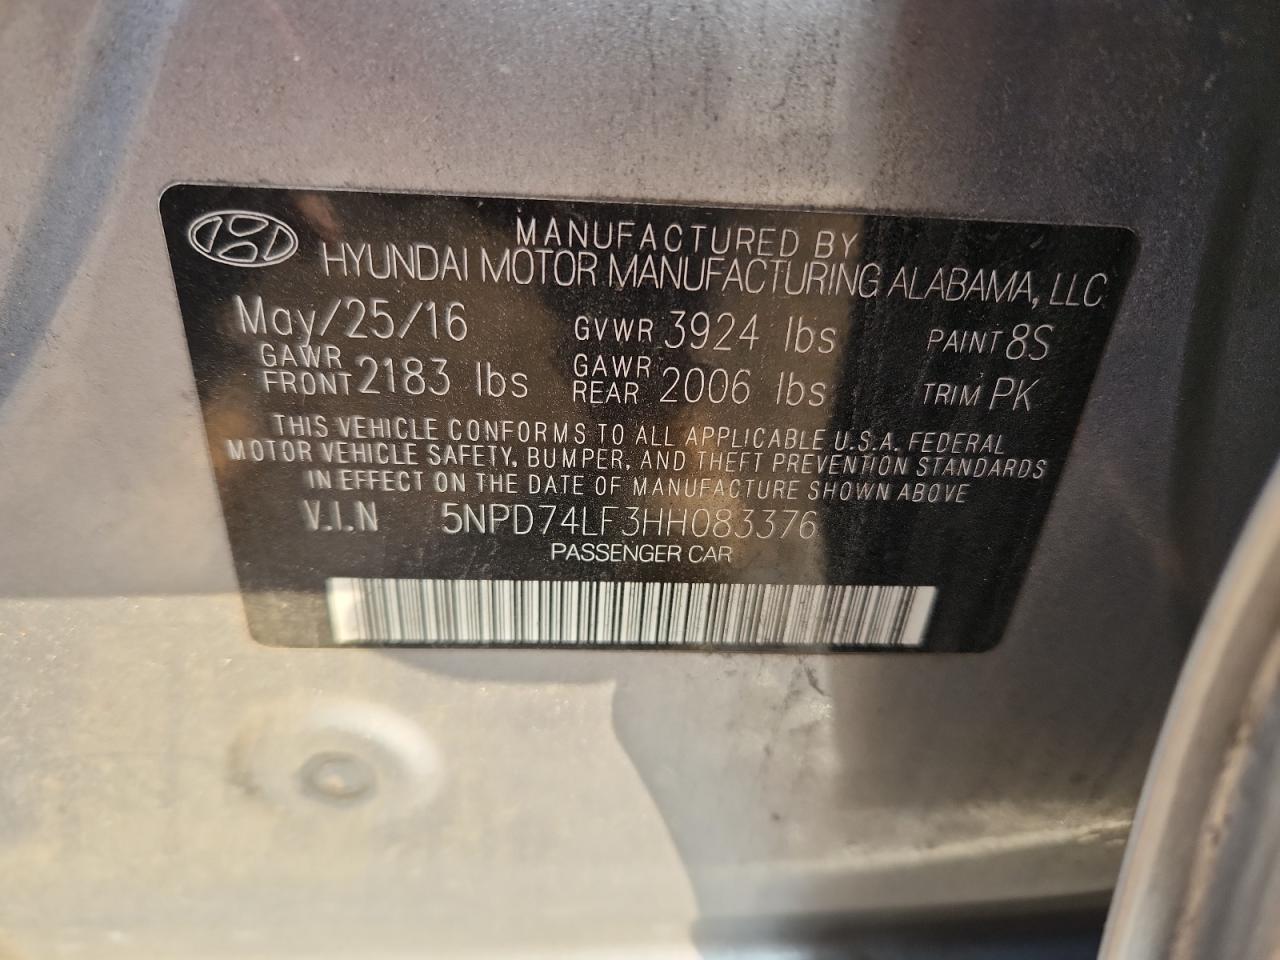 MANUFACTURED BY
HYUNDAI MOTOR MANUFACTURING ALABAMA, LLC
May/25/16 GVWR 3924 lbs PAINT 8S
GAWR FRONT 2183 lbs GAWR REAR 2006 lbs TRIM PK
THIS VEHICLE CONFORMS TO ALL APPLICABLE U.S.A. FEDERAL
MOTOR VEHICLE SAFETY, BUMPER, AND THEFT PREVENTION STANDARDS
IN EFFECT ON THE DATE OF MANUFACTURE SHOWN ABOVE
V.I.N 5NPD74LF3HH083376
PASSENGER CAR